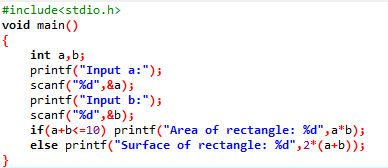 #include<stdio.h>
void main()
{
    int a,b;
    printf("Input a:");
    scanf("%d",&a);
    printf("Input b:");
    scanf("%d",&b);
    if(a+b<=10) printf("Area of rectangle: %d",a*b);
    else printf("Surface of rectangle: %d",2*(a+b));
}